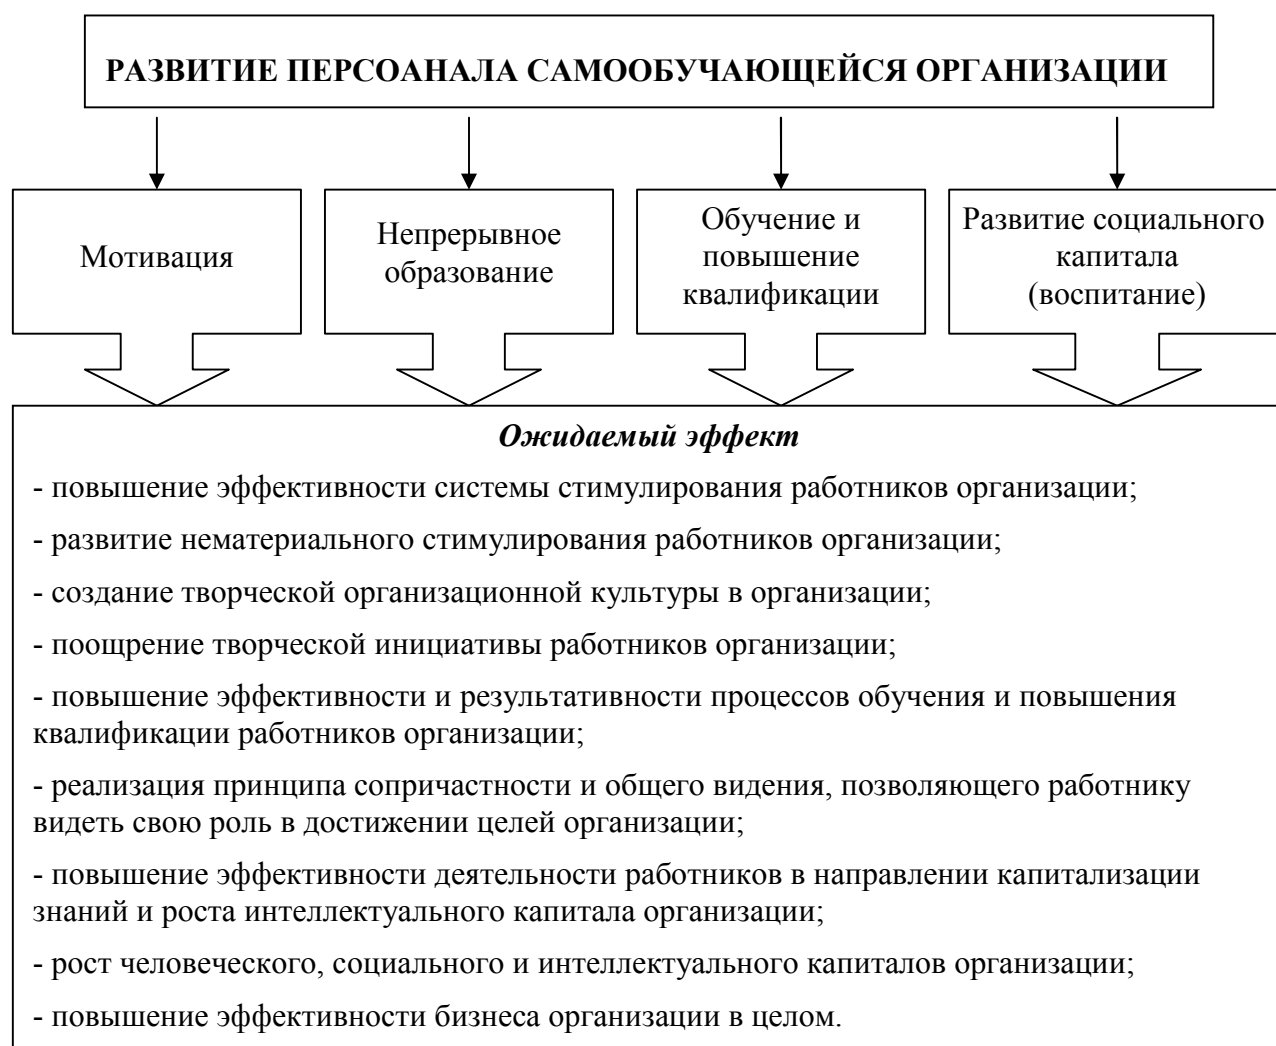 РАЗВИТИЕ ПЕРСОАНАЛА САМООБУЧАЮЩЕЙСЯ ОРГАНИЗАЦИИ
Мотивация
Непрерывное
образование
Обучение и
повышение
квалификации
Развитие социального
капитала
(воспитание)
Ожидаемый эффект
- повышение эффективности системы стимулирования работников организации;
- развитие нематериального стимулирования работников организации;
- создание творческой организационной культуры в организации;
- поощрение творческой инициативы работников организации;
- повышение эффективности и результативности процессов обучения и повышения
квалификации работников организации;
- реализация принципа сопричастности и общего видения, позволяющего работнику
видеть свою роль в достижении целей организации;
- повышение эффективности деятельности работников в направлении капитализации
знаний и роста интеллектуального капитала организации;
- рост человеческого, социального и интеллектуального капиталов организации;
- повышение эффективности бизнеса организации в целом.